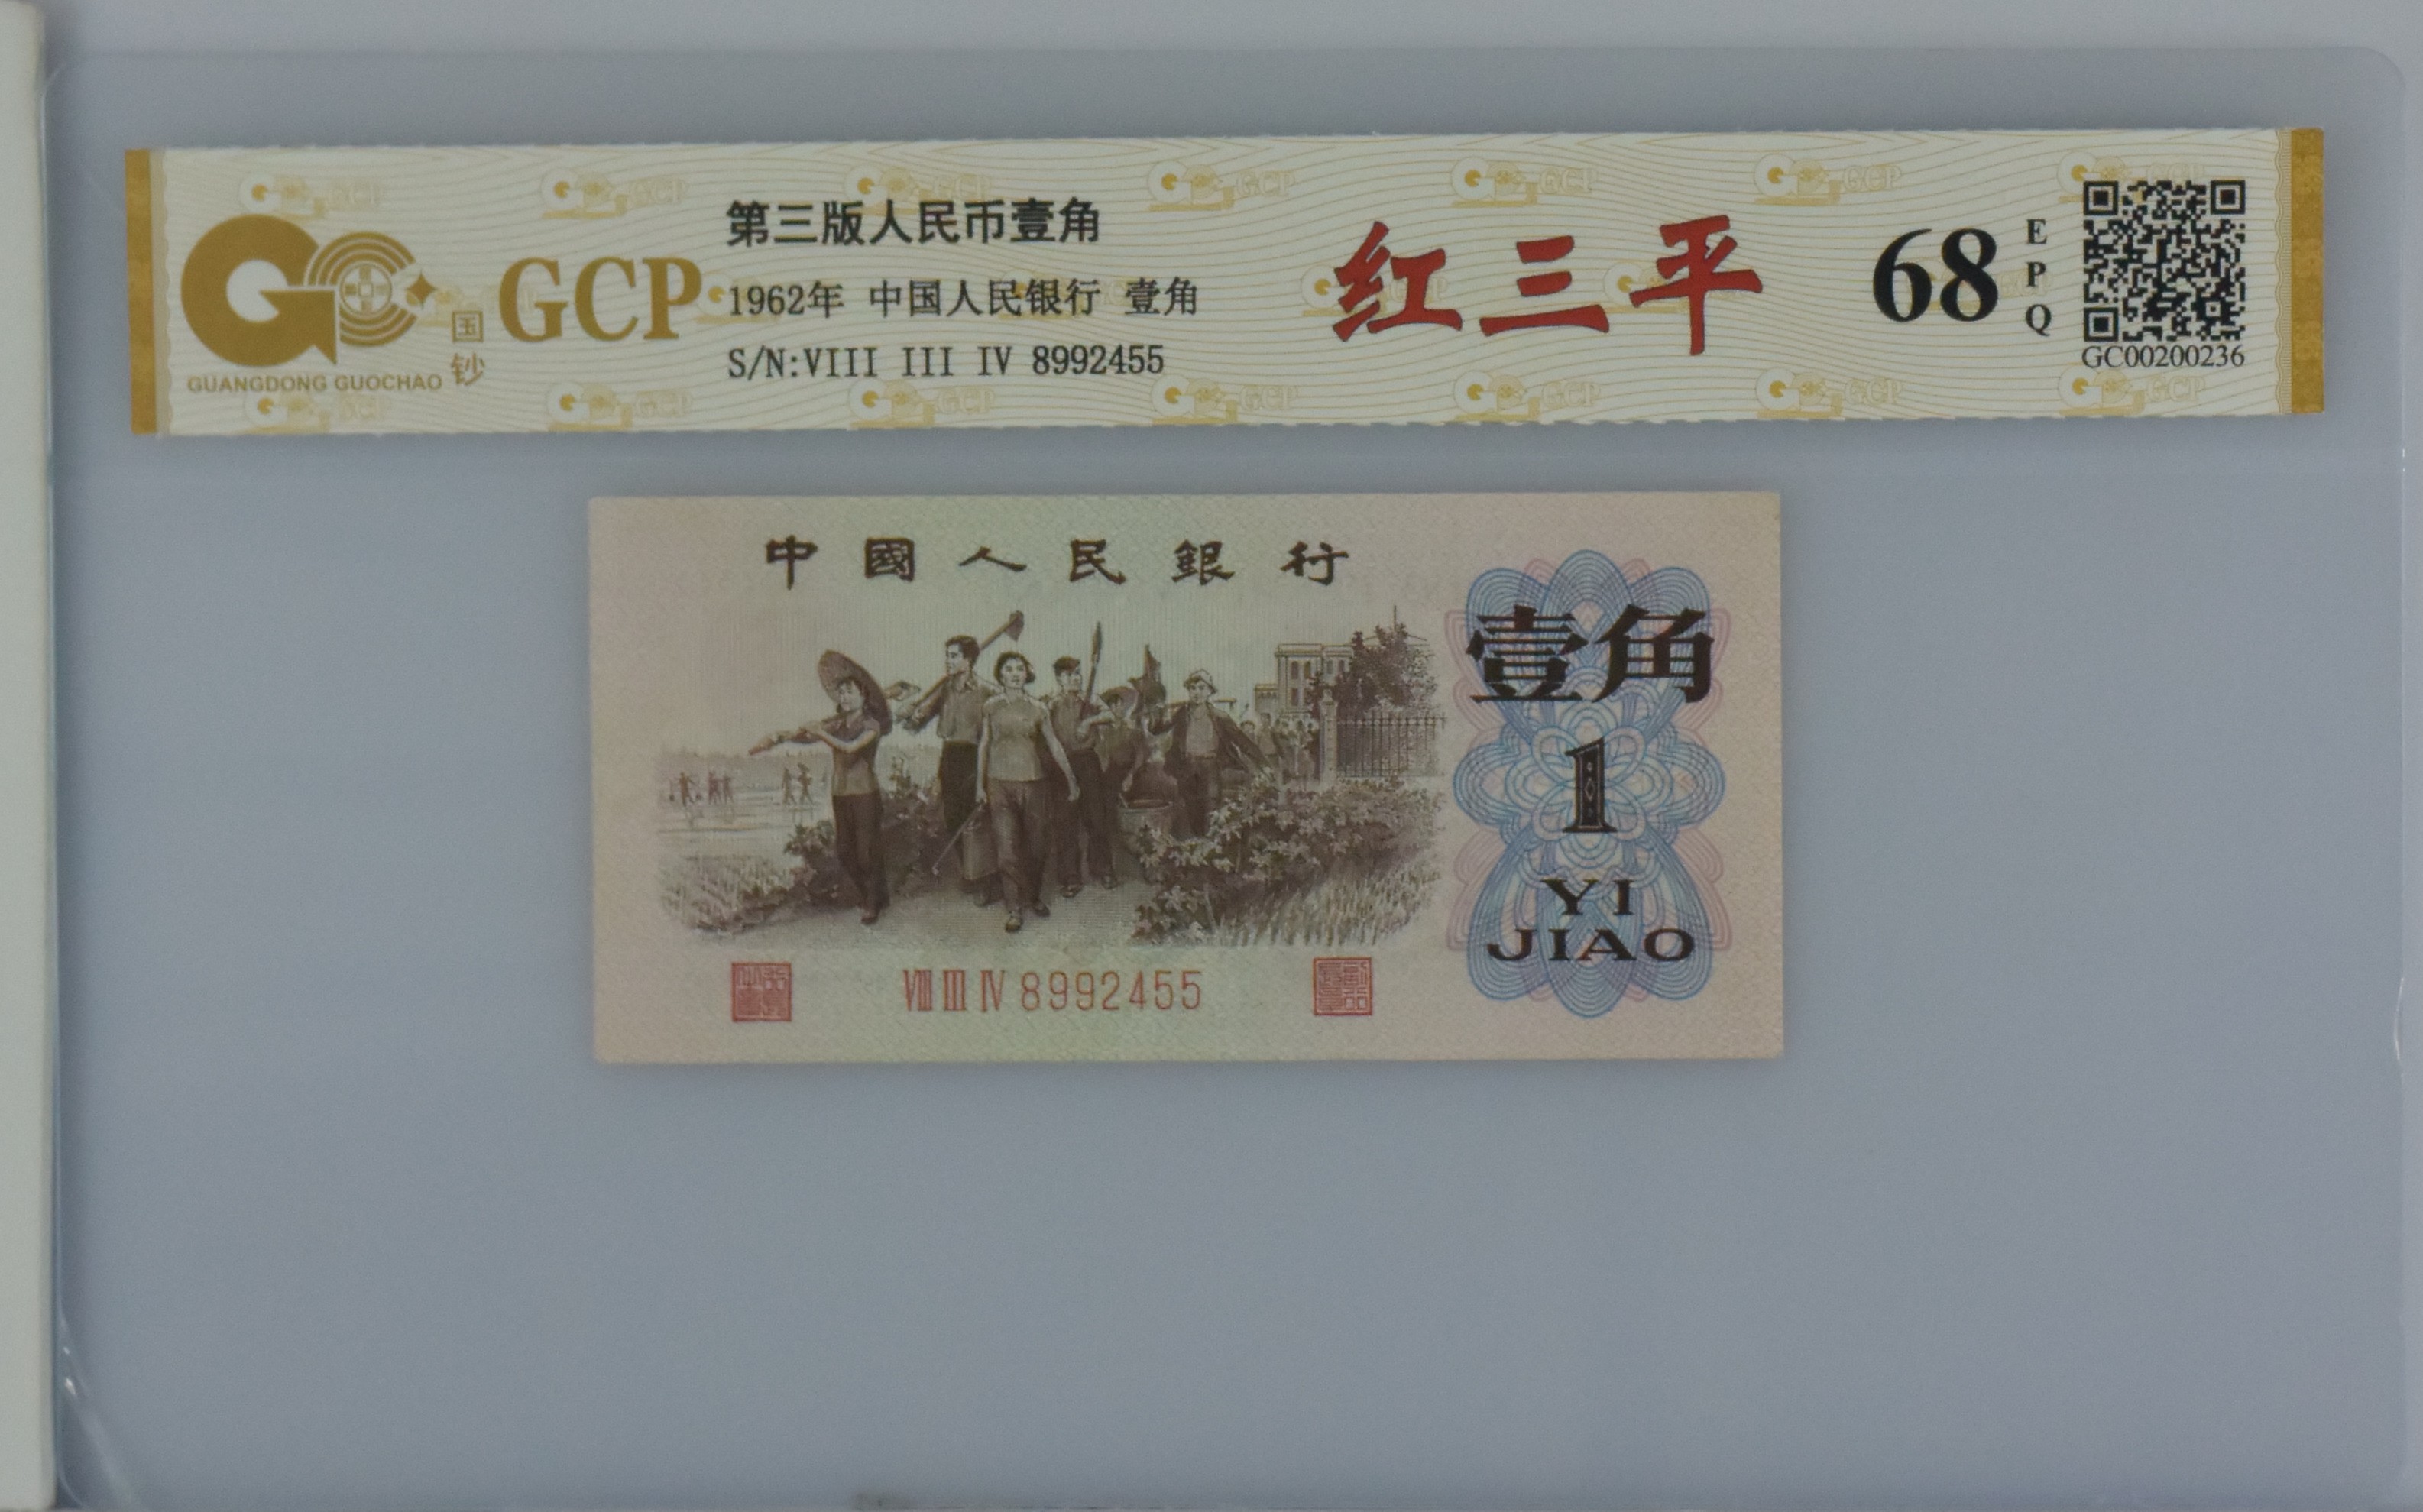 第三版人民币壹角
国钞 GCP
1962年 中国人民银行 壹角
红三平
68
EPQ
S/N:VIII III IV 8992455
GUANGDONG GUOCHAO
GC00200236
中國人民銀行
壹角
1
YI
JIAO
VIII III IV 8992455